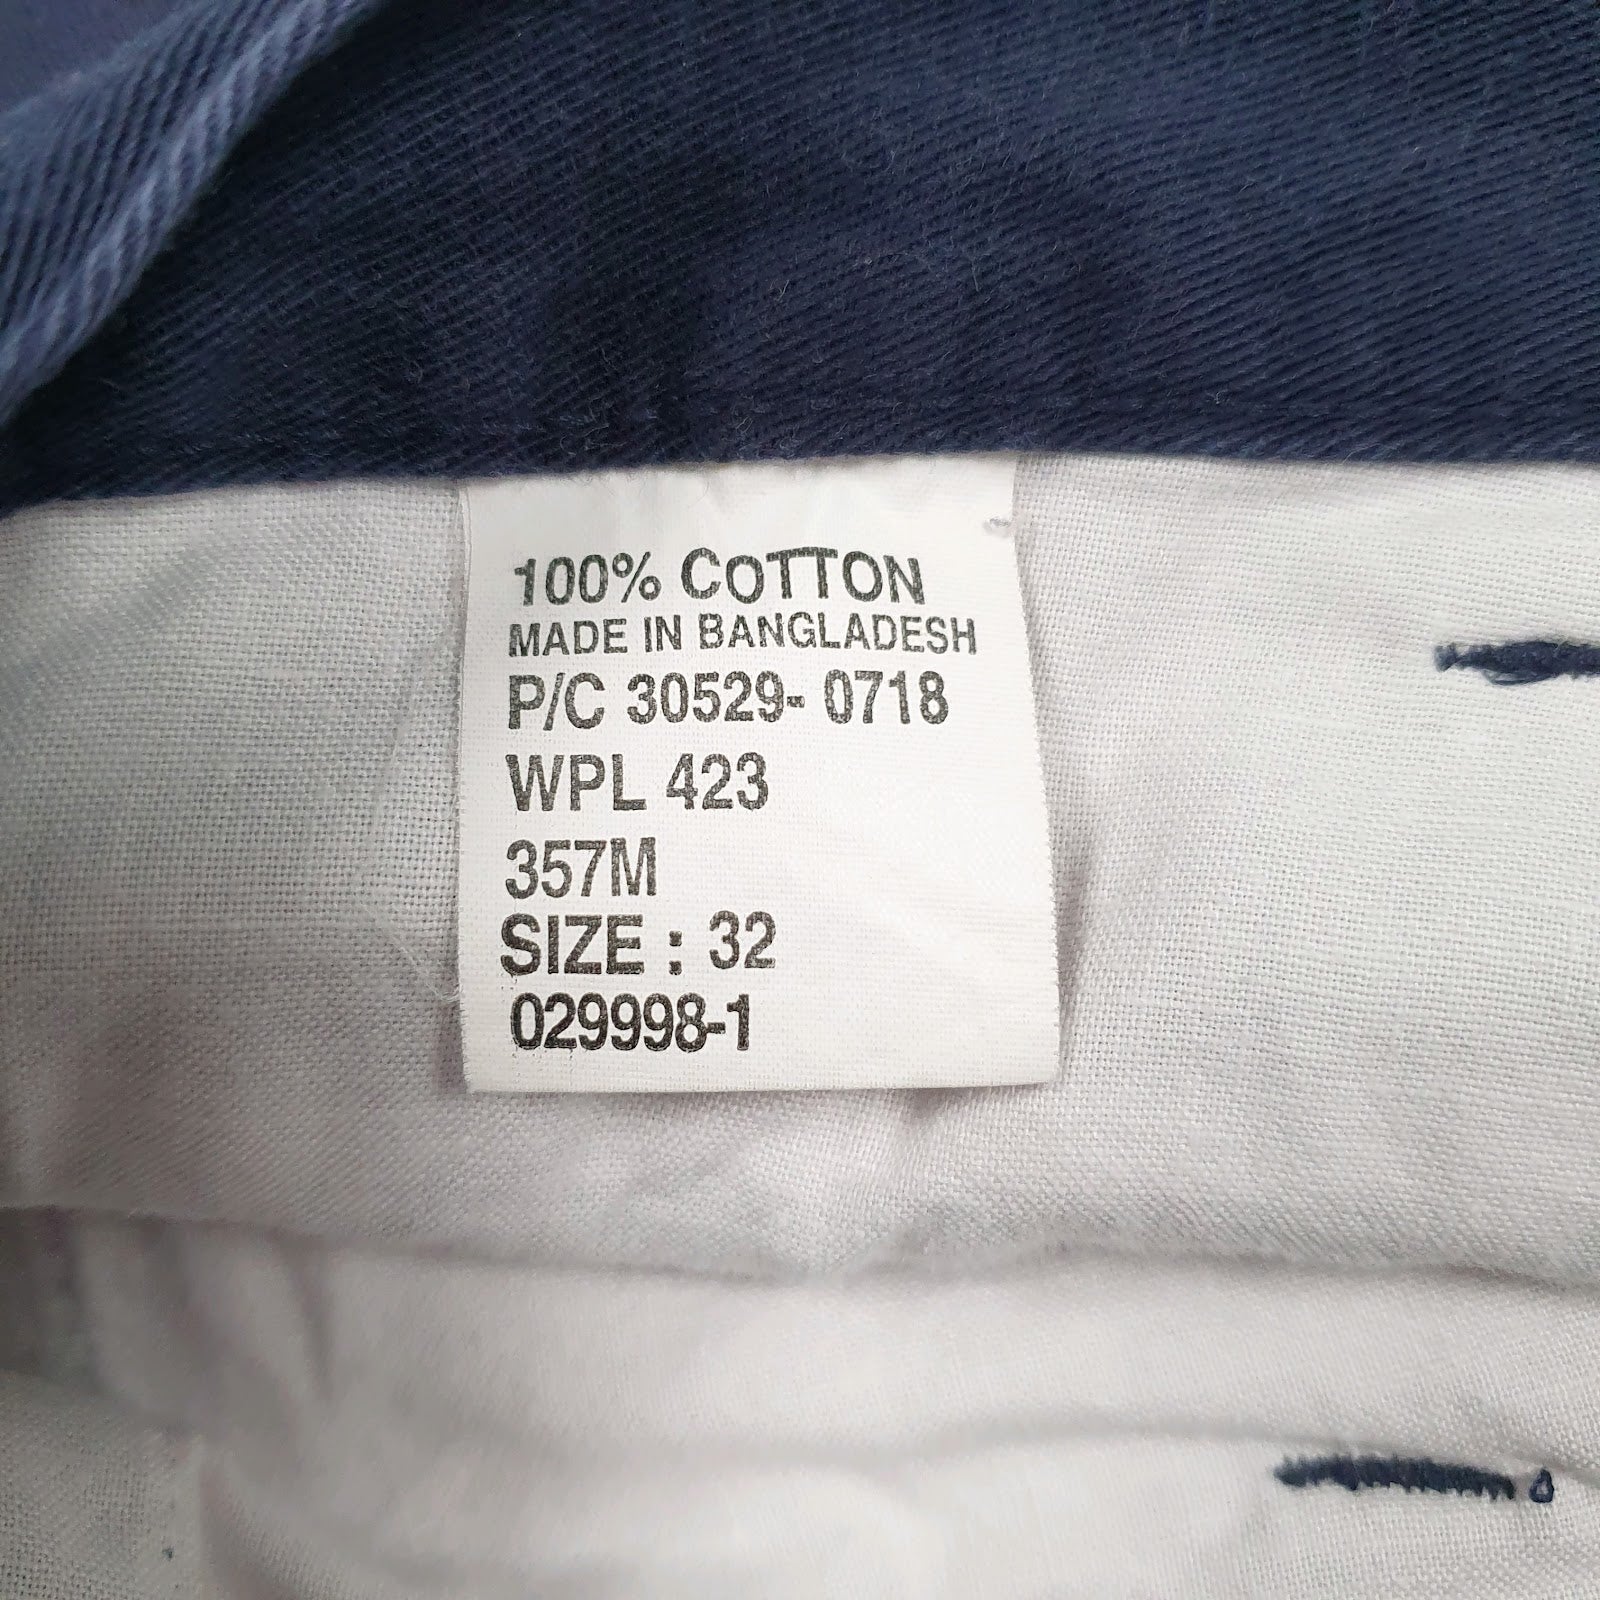 100% COTTON
MADE IN BANGLADESH
P/C 30529- 0718
WPL 423
357M
SIZE : 32
029998-1